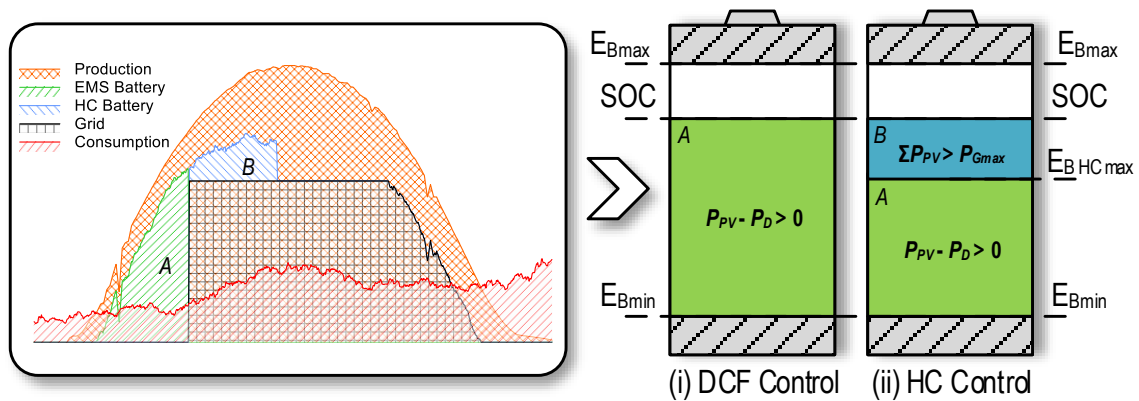 Production
EMS Battery
HC Battery
Grid
Consumption
A
B
E_Bmax
SOC
E_Bmin
A
P_PV - P_D > 0
(i) DCF Control
B
ΣP_PV > P_Gmax
A
P_PV - P_D > 0
(ii) HC Control
E_Bmax
SOC
E_B HC max
E_Bmin